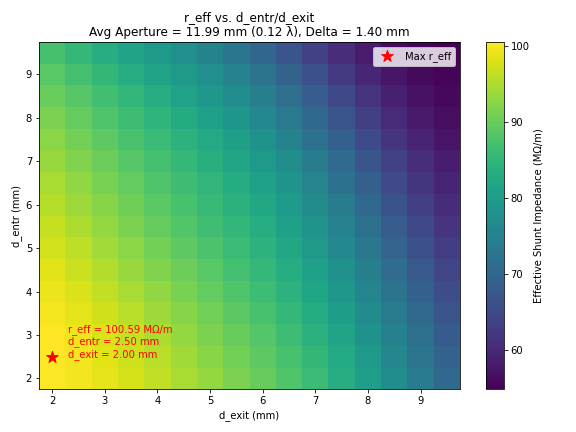 r_eff vs. d_entr/d_exit
Avg Aperture = 11.99 mm (0.12 λ), Delta = 1.40 mm
Max r_eff
9
8
7
6
5
4
3
2
d_entr (mm)
r_eff = 100.59 MΩ/m
d_entr = 2.50 mm
d_exit = 2.00 mm
2 3 4 5 6 7 8 9
d_exit (mm)
100
90
80
70
60
Effective Shunt Impedance (MΩ/m)